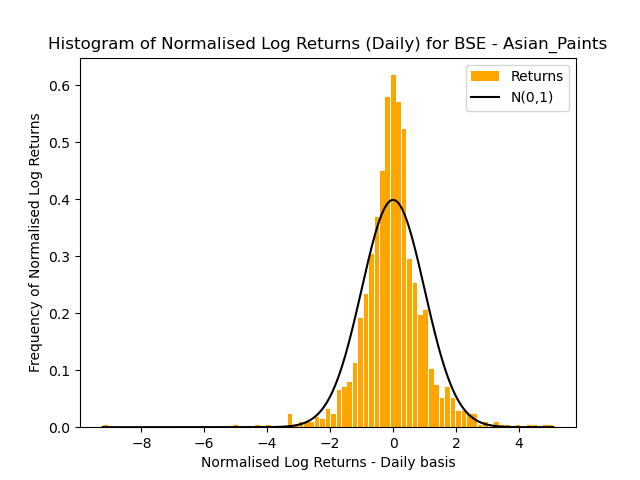 Histogram of Normalised Log Returns (Daily) for BSE - Asian_Paints
Returns
N(0,1)
Frequency of Normalised Log Returns
0.6
0.5
0.4
0.3
0.2
0.1
0.0
−8 −6 −4 −2 0 2 4
Normalised Log Returns - Daily basis